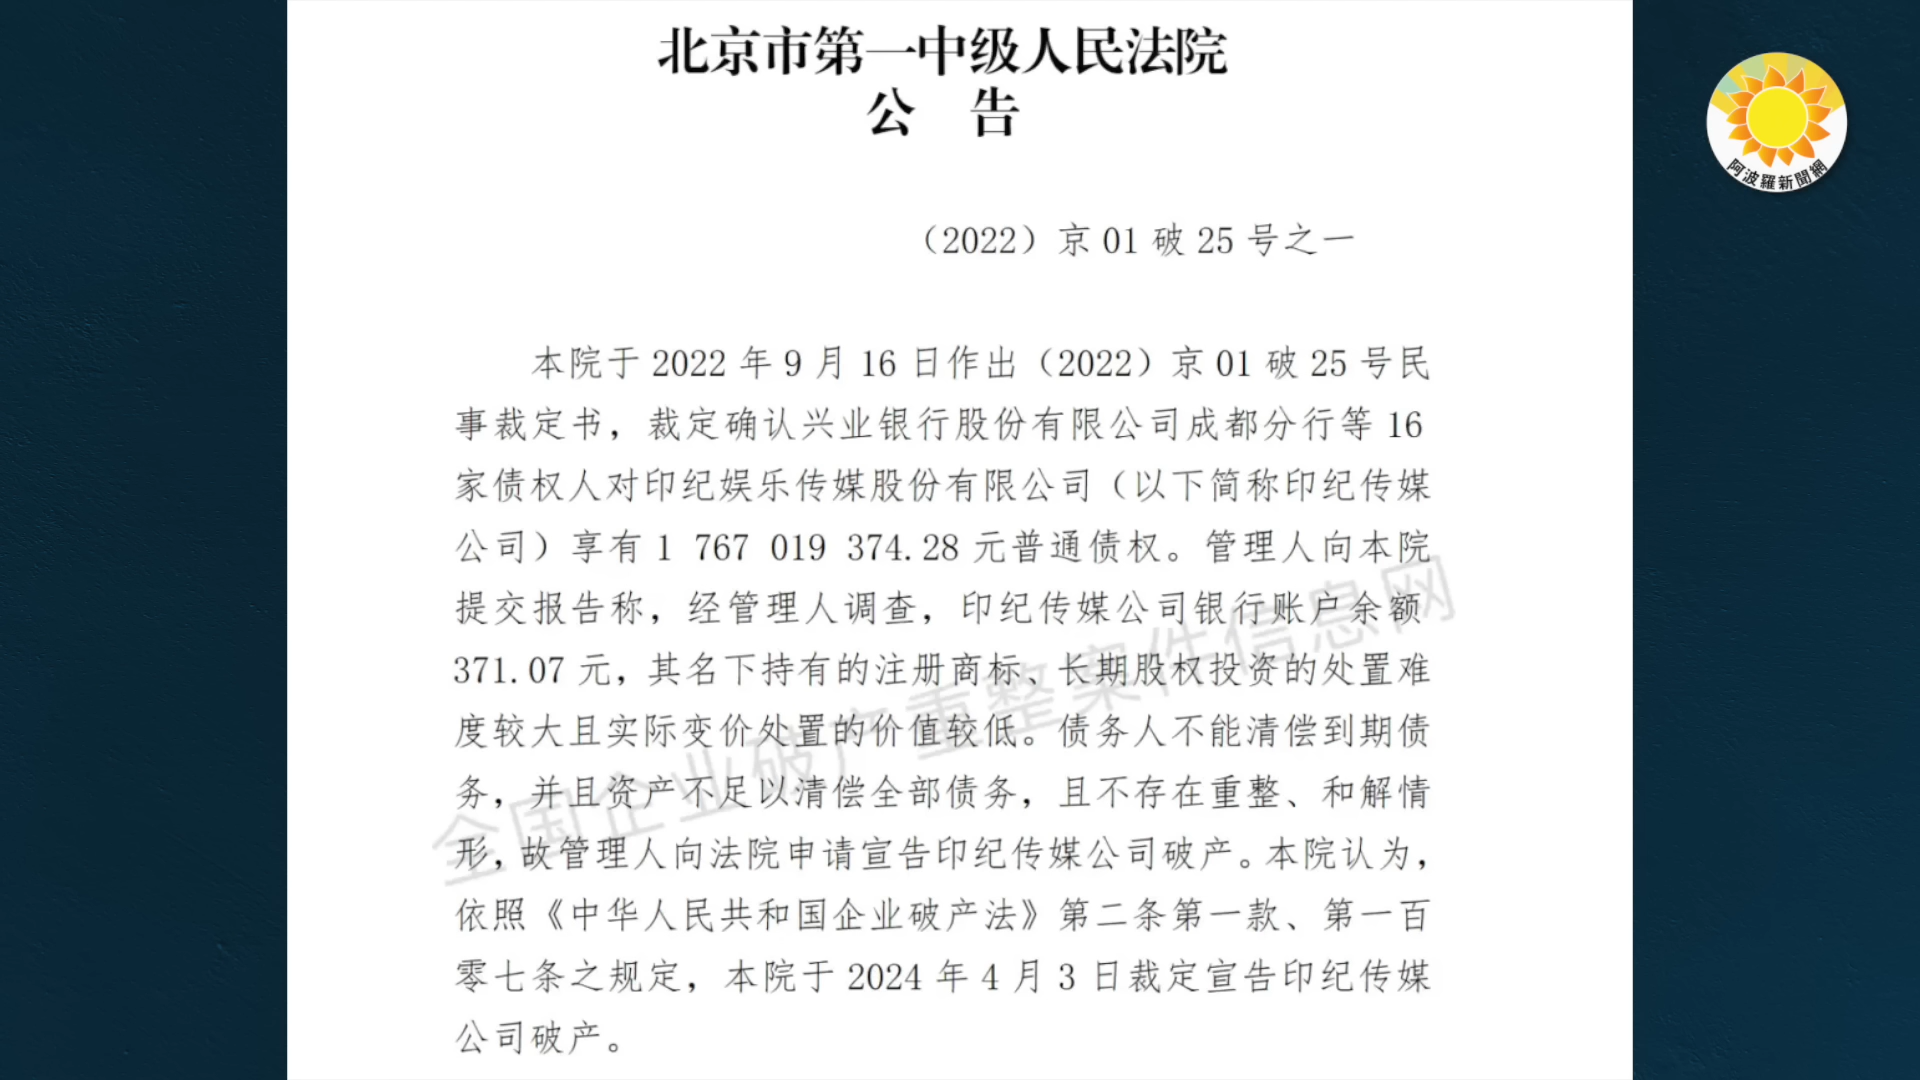 北京市第一中级人民法院
公 告
阿波羅新聞網
（2022）京 01 破 25 号之一
本院于 2022 年 9 月 16 日作出（2022）京 01 破 25 号民
事裁定书，裁定确认兴业银行股份有限公司成都分行等 16
家债权人对印纪娱乐传媒股份有限公司（以下简称印纪传媒
公司）享有 1 767 019 374.28 元普通债权。管理人向本院
提交报告称，经管理人调查，印纪传媒公司银行账户余额
371.07 元，其名下持有的注册商标、长期股权投资的处置难
度较大且实际变价处置的价值较低。债务人不能清偿到期债
务，并且资产不足以清偿全部债务，且不存在重整、和解情
形，故管理人向法院申请宣告印纪传媒公司破产。本院认为，
依照《中华人民共和国企业破产法》第二条第一款、第一百
零七条之规定，本院于 2024 年 4 月 3 日裁定宣告印纪传媒
公司破产。
全国企业破产重整案件信息网